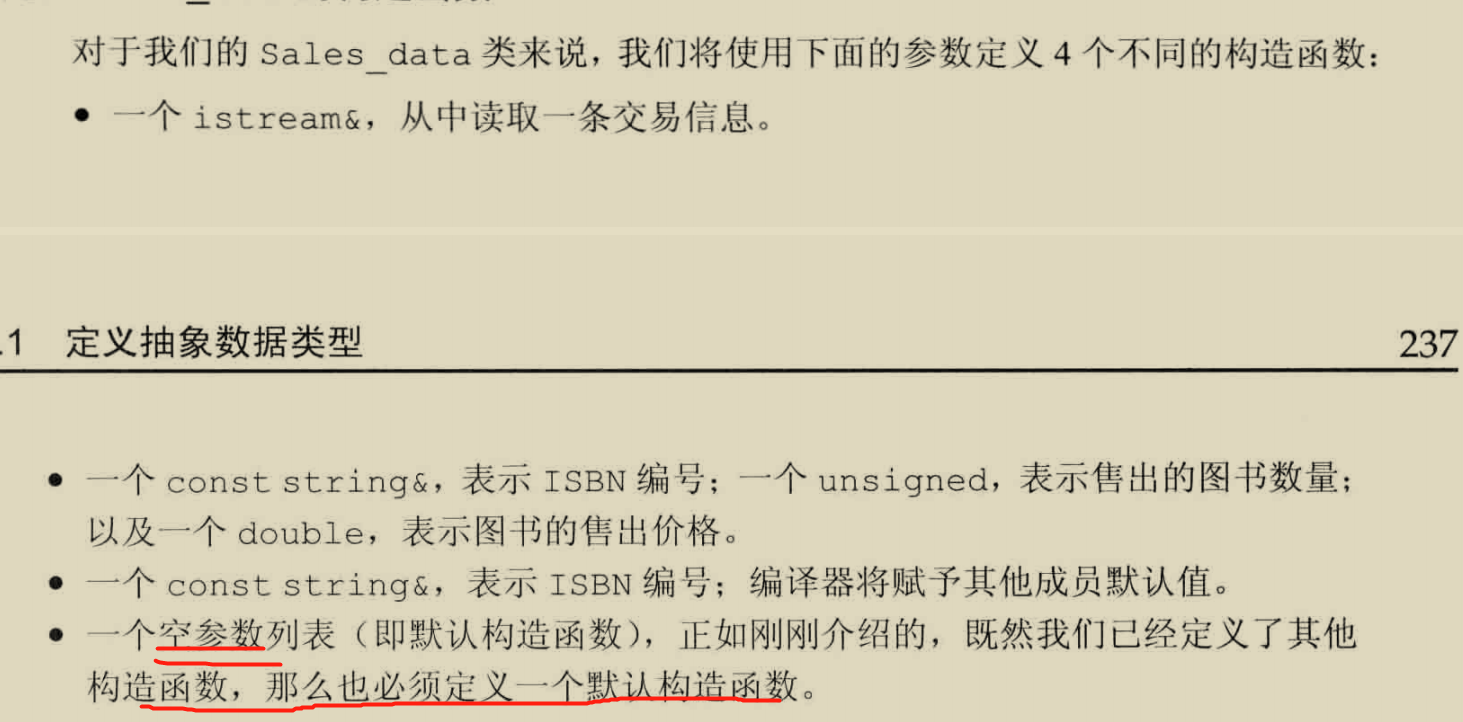 对于我们的 Sales_data 类来说，我们将使用下面的参数定义 4 个不同的构造函数：
• 一个 istream&，从中读取一条交易信息。
.1 定义抽象数据类型 237
• 一个 const string&，表示 ISBN 编号；一个 unsigned，表示售出的图书数量；
以及一个 double，表示图书的售出价格。
• 一个 const string&，表示 ISBN 编号；编译器将赋予其他成员默认值。
• 一个空参数列表（即默认构造函数），正如刚刚介绍的，既然我们已经定义了其他
构造函数，那么也必须定义一个默认构造函数。